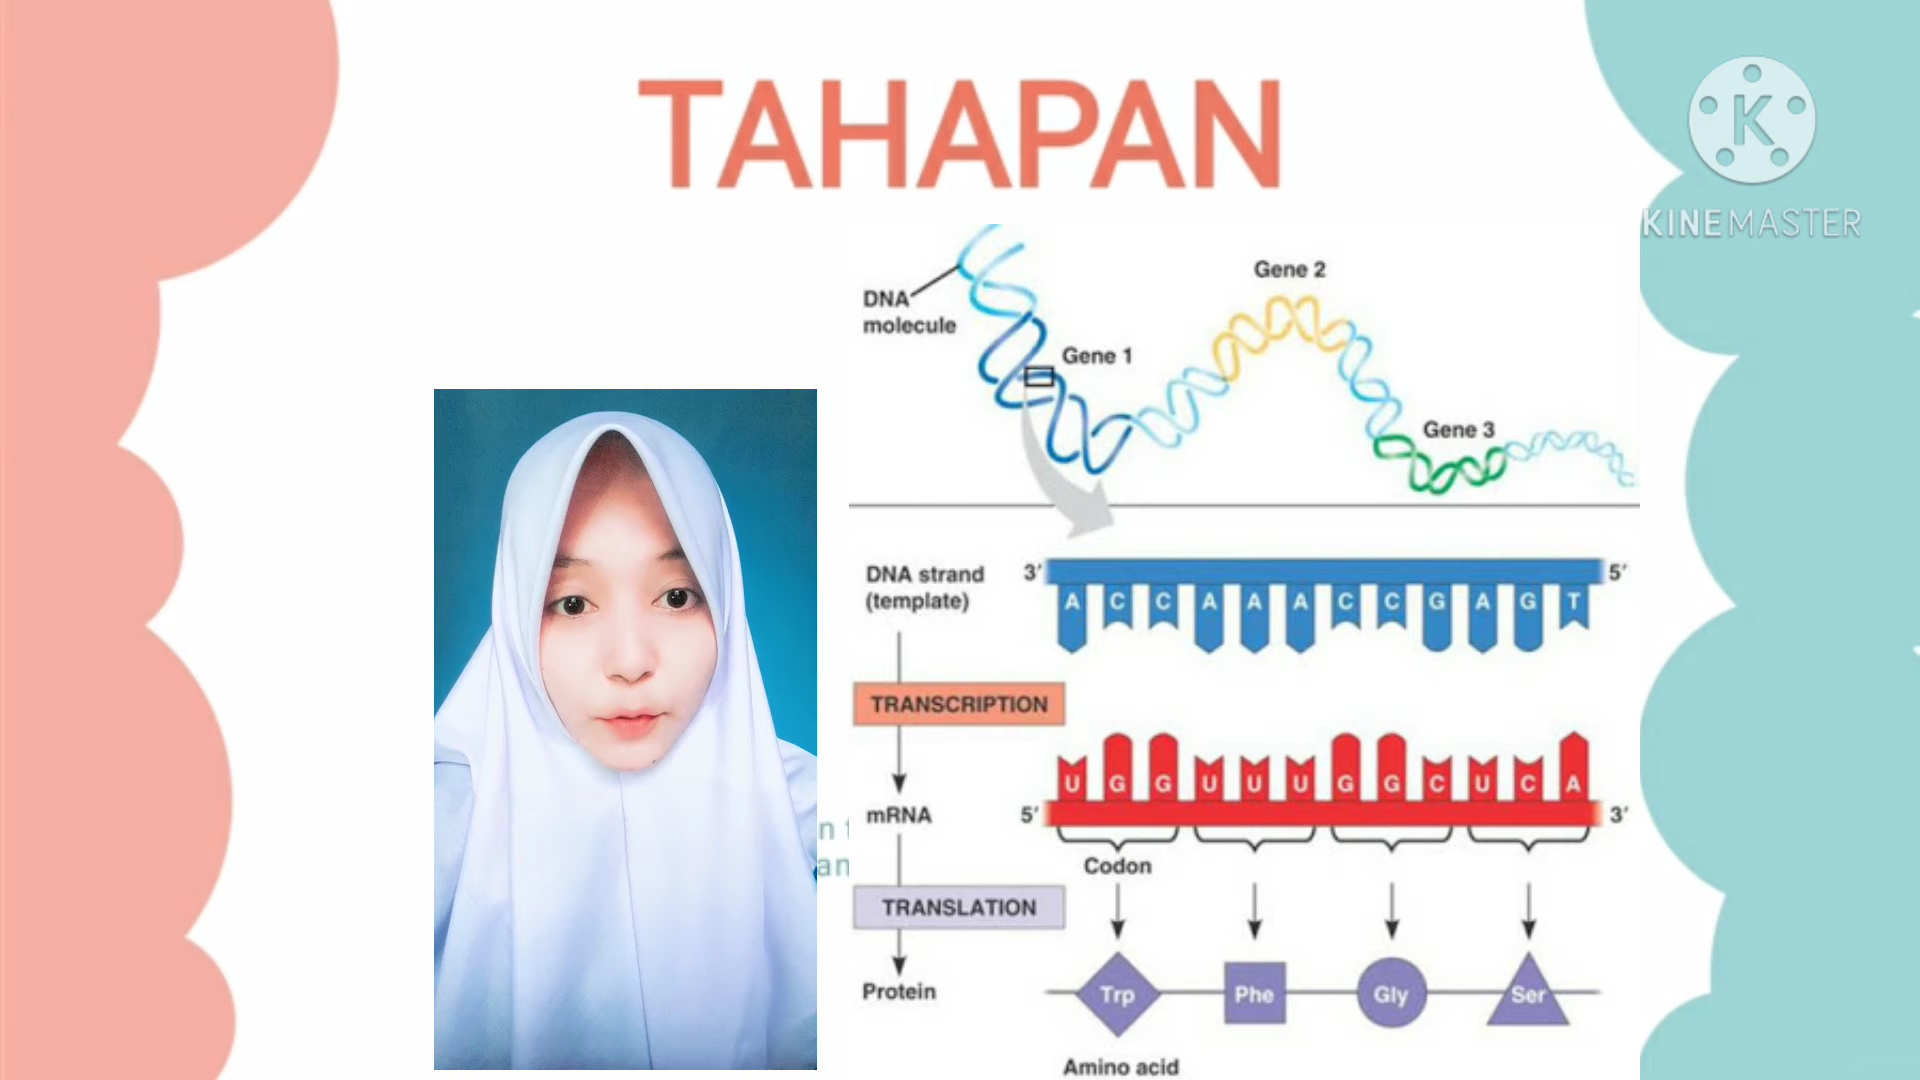 TAHAPAN
K
KINEMASTER
DNA
molecule
Gene 1
Gene 2
Gene 3
DNA strand
(template)
3′
5′
A C C A A A C C G A G T
TRANSCRIPTION
U G G U U U G G C U C A
mRNA
5′
3′
Codon
TRANSLATION
Protein
Trp Phe Gly Ser
Amino acid
an